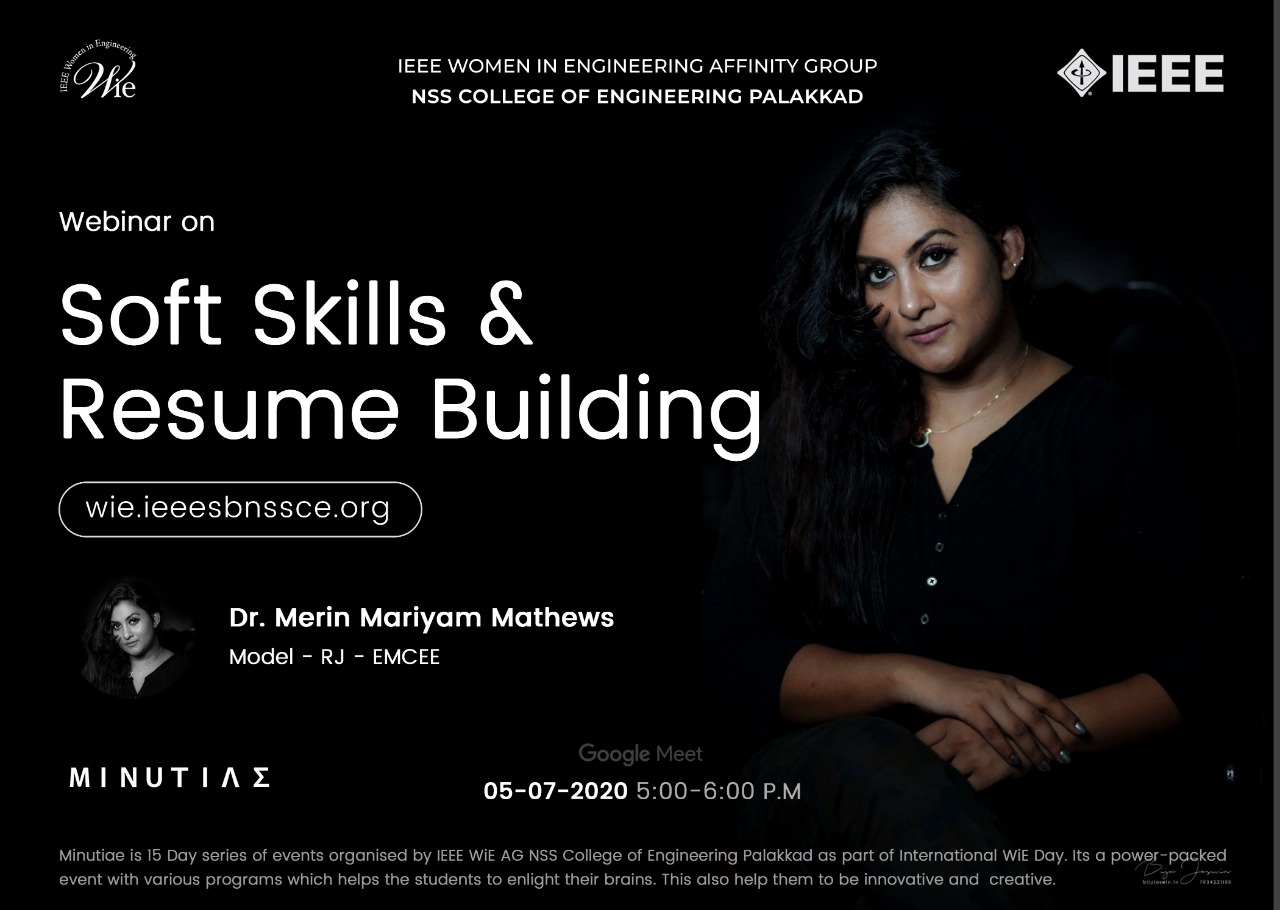 IEEE Women in Engineering
Wie
IEEE WOMEN IN ENGINEERING AFFINITY GROUP
NSS COLLEGE OF ENGINEERING PALAKKAD
IEEE
Webinar on
Soft Skills &
Resume Building
wie.ieeesbnssce.org
Dr. Merin Mariyam Mathews
Model - RJ - EMCEE
Google Meet
MINUTIΛΣ
05-07-2020 5:00-6:00 P.M
Minutiae is 15 Day series of events organised by IEEE WiE AG NSS College of Engineering Palakkad as part of International WiE Day. Its a power-packed
event with various programs which helps the students to enlight their brains. This also help them to be innovative and  creative.